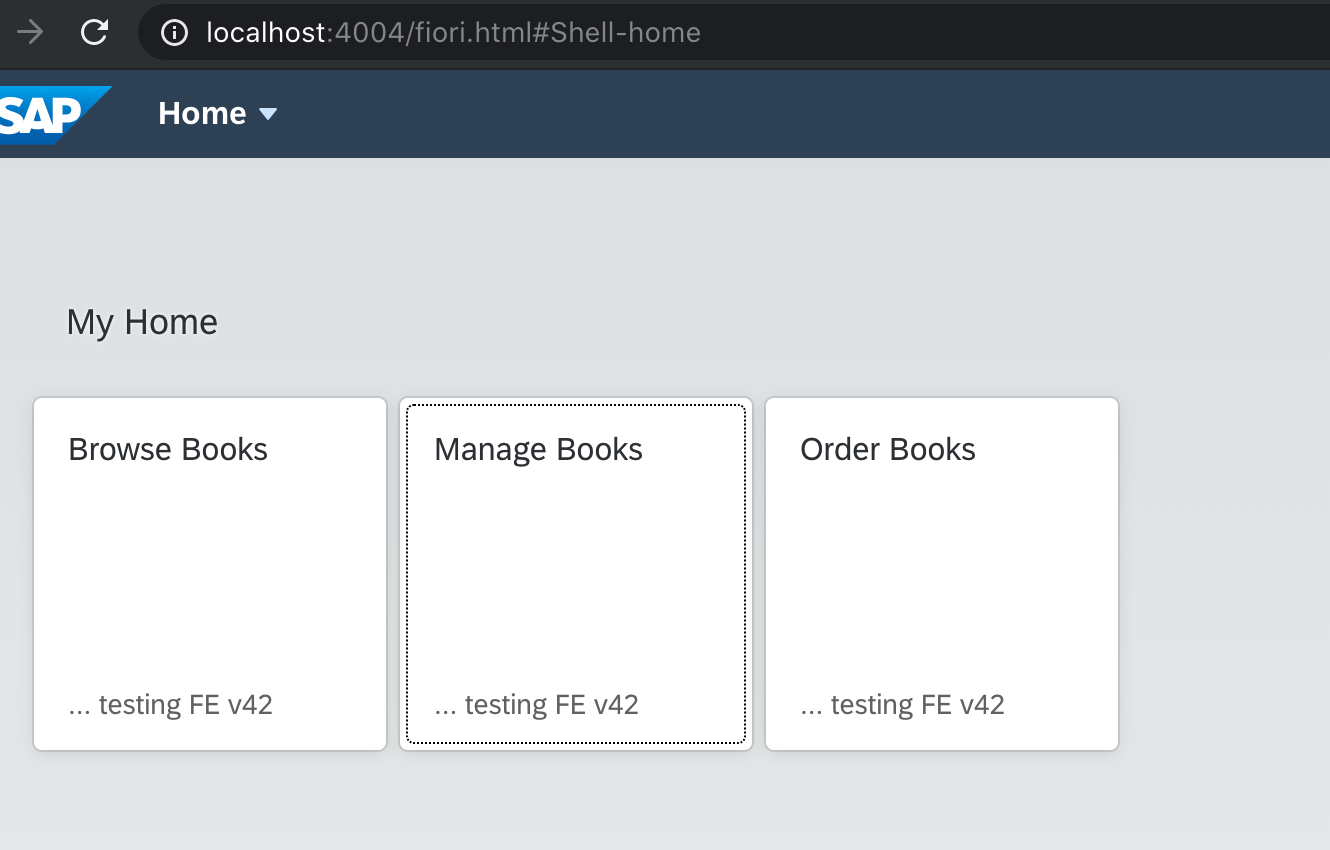 localhost:4004/fiori.html#Shell-home
SAP Home
My Home
Browse Books
Manage Books
Order Books
... testing FE v42
... testing FE v42
... testing FE v42